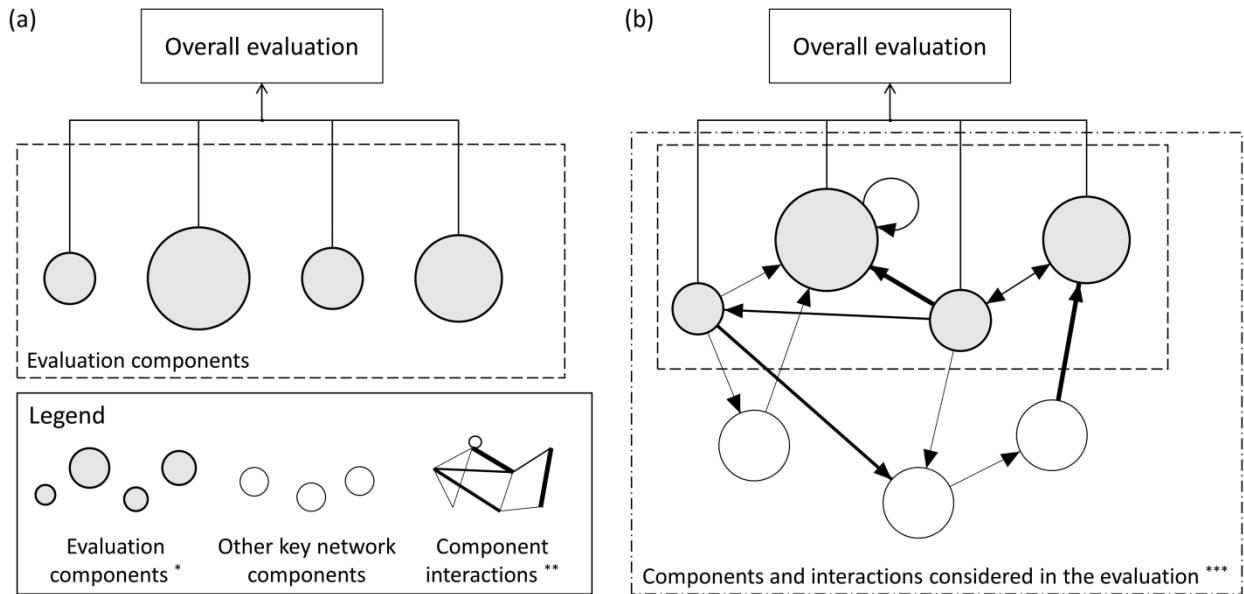 (a)
Overall evaluation
Evaluation components
Legend
Evaluation
components *
Other key network
components
Component
interactions **
(b)
Overall evaluation
Components and interactions considered in the evaluation ***